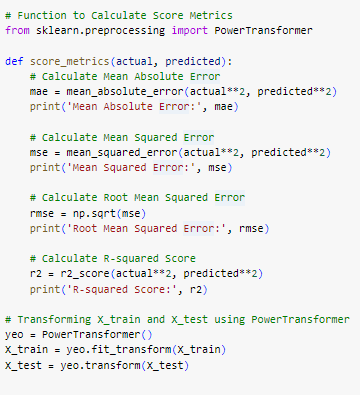 # Function to Calculate Score Metrics
from sklearn.preprocessing import PowerTransformer
def score_metrics(actual, predicted):
# Calculate Mean Absolute Error
mae = mean_absolute_error(actual**2, predicted**2)
print('Mean Absolute Error:', mae)
# Calculate Mean Squared Error
mse = mean_squared_error(actual**2, predicted**2)
print('Mean Squared Error:', mse)
# Calculate Root Mean Squared Error
rmse = np.sqrt(mse)
print('Root Mean Squared Error:', rmse)
# Calculate R-squared Score
r2 = r2_score(actual**2, predicted**2)
print('R-squared Score:', r2)
# Transforming X_train and X_test using PowerTransformer
yeo = PowerTransformer()
X_train = yeo.fit_transform(X_train)
X_test = yeo.transform(X_test)